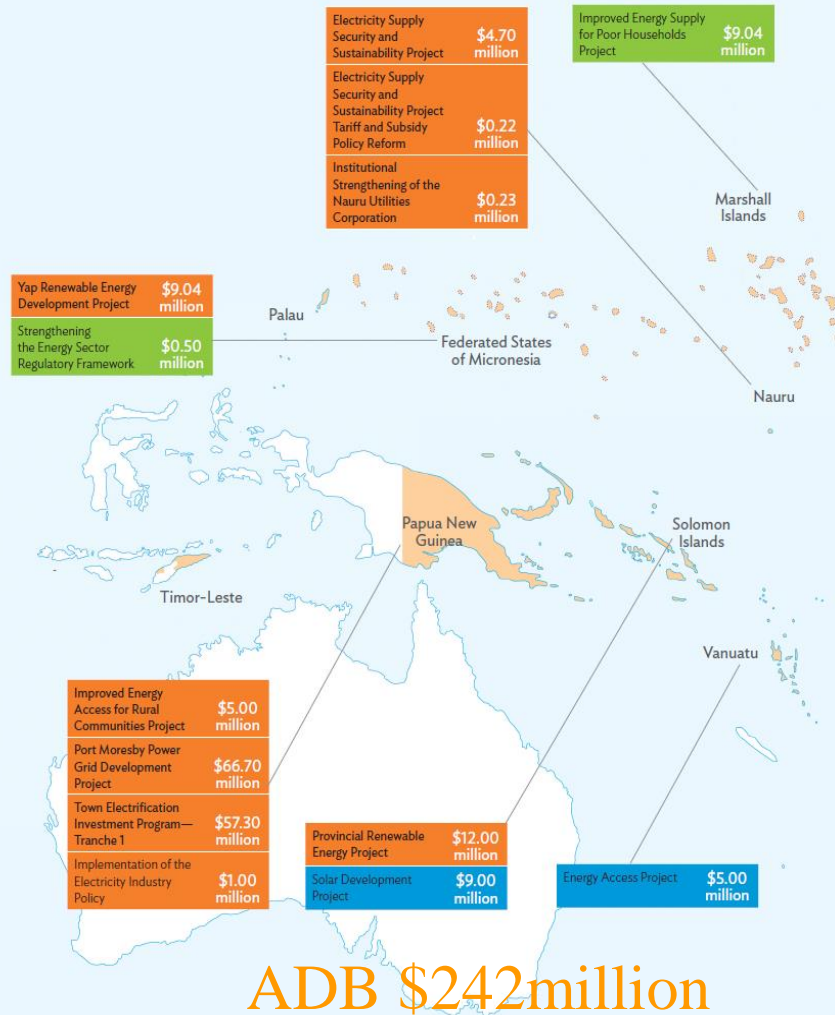 Electricity Supply
Security and
Sustainability Project
$4.70
million
Electricity Supply
Security and
Sustainability Project
Tariff and Subsidy
Policy Reform
$0.22
million
Institutional
Strengthening of the
Nauru Utilities
Corporation
$0.23
million
Improved Energy Supply
for Poor Households
Project
$9.04
million
Marshall
Islands
Yap Renewable Energy
Development Project
$9.04
million
Strengthening
the Energy Sector
Regulatory Framework
$0.50
million
Palau
Federated States
of Micronesia
Nauru
Papua New
Guinea
Solomon
Islands
Timor-Leste
Vanuatu
Improved Energy
Access for Rural
Communities Project
$5.00
million
Port Moresby Power
Grid Development
Project
$66.70
million
Town Electrification
Investment Program—
Tranche 1
$57.30
million
Implementation of the
Electricity Industry
Policy
$1.00
million
Provincial Renewable
Energy Project
$12.00
million
Solar Development
Project
$9.00
million
Energy Access Project
$5.00
million
ADB $242million